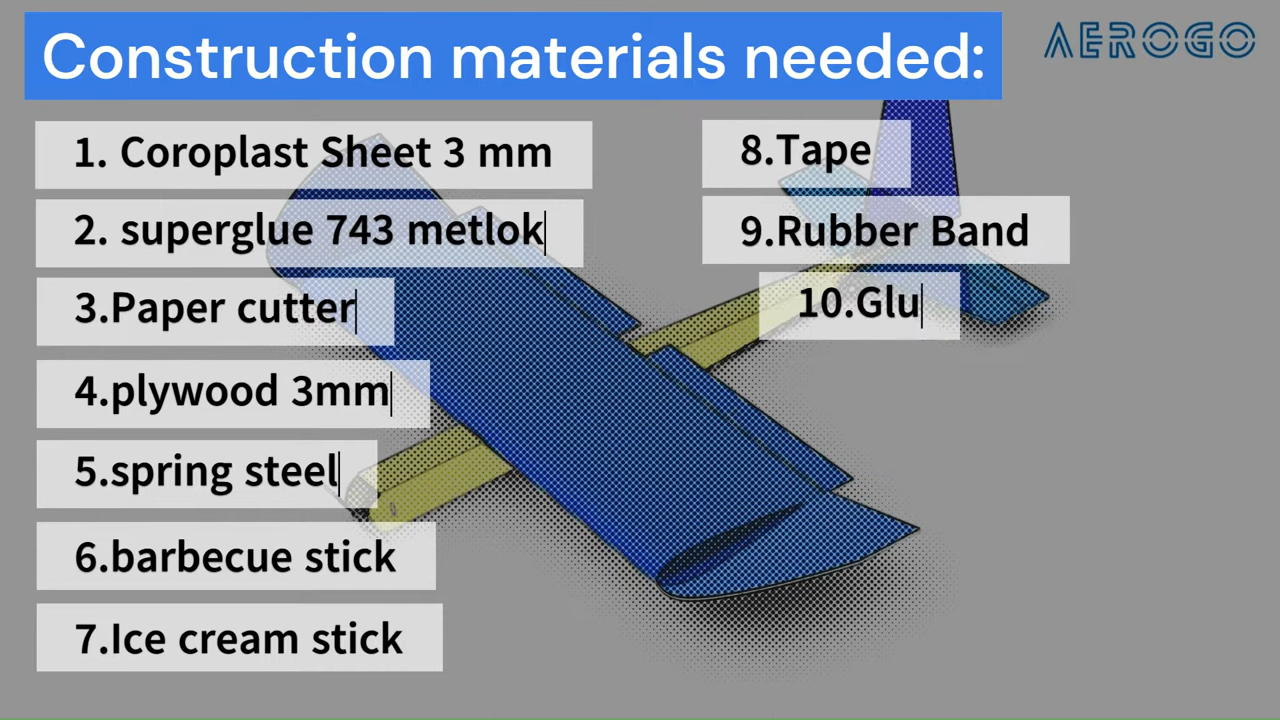 Construction materials needed:
AEROGO
1. Coroplast Sheet 3 mm
2. superglue 743 metlok
3.Paper cutter
4.plywood 3mm
5.spring steel
6.barbecue stick
7.Ice cream stick
8.Tape
9.Rubber Band
10.Glu